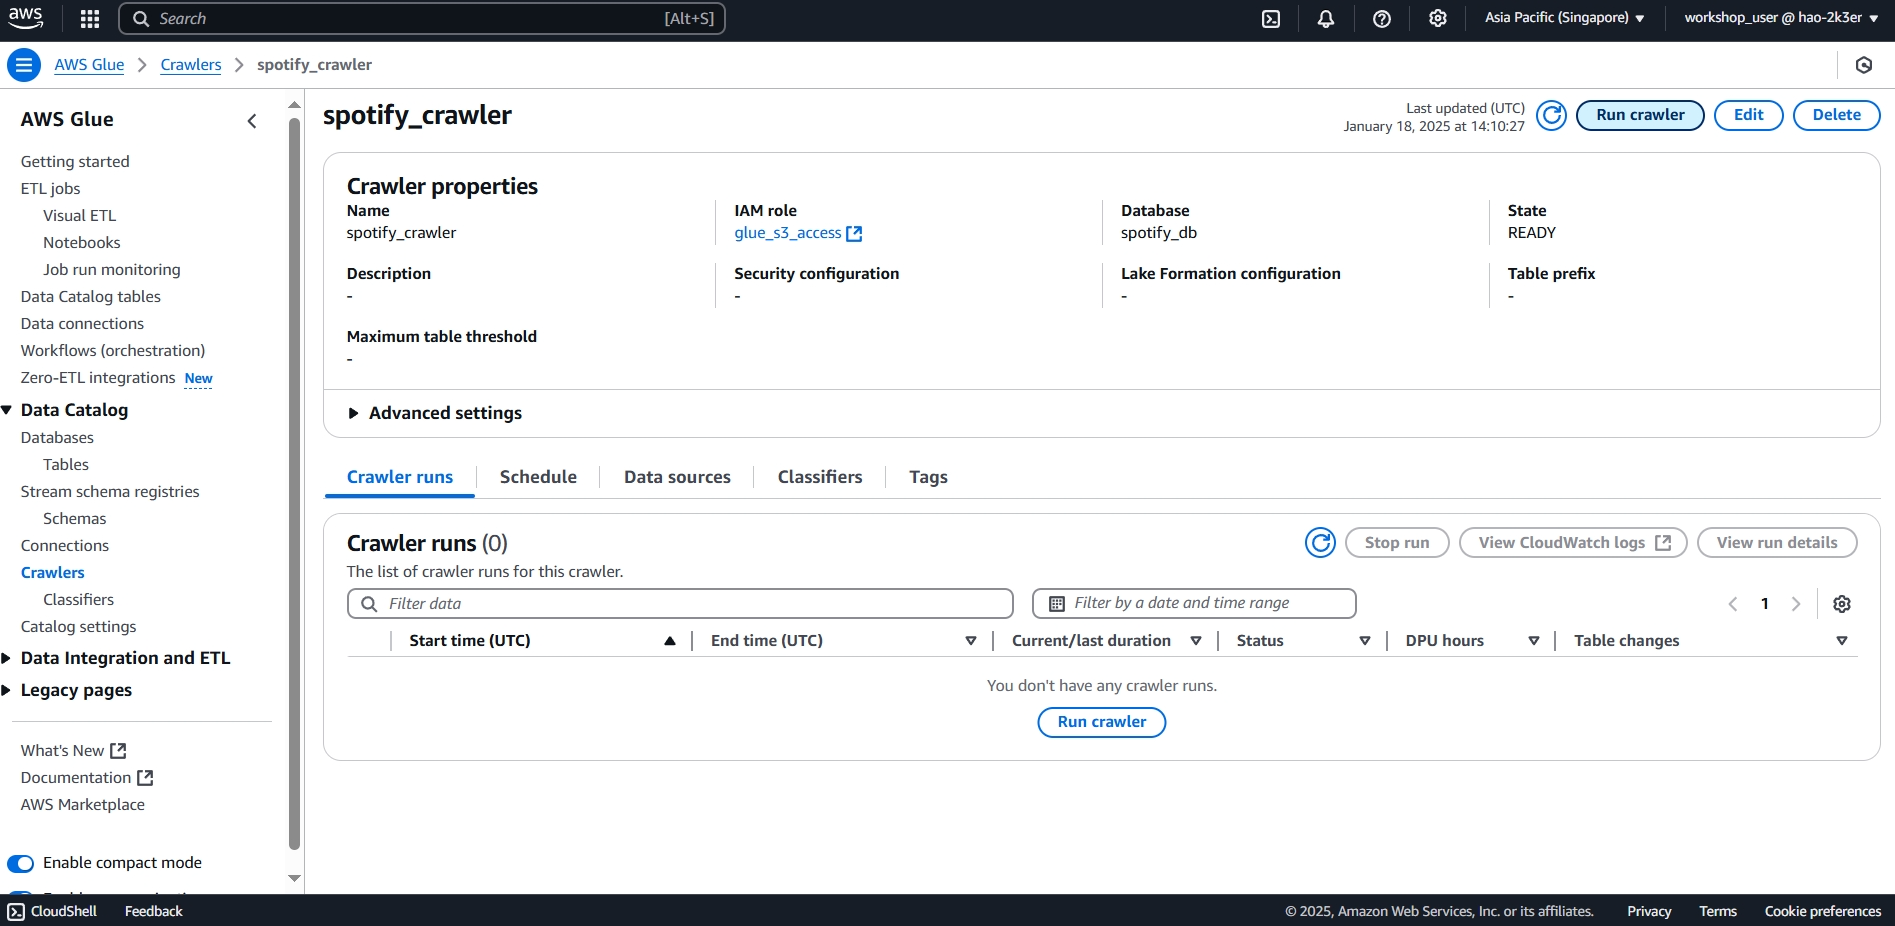 aws
Search [Alt+S]
Asia Pacific (Singapore)
workshop_user @ hao-2k3er
AWS Glue
Crawlers
spotify_crawler
AWS Glue
Getting started
ETL jobs
Visual ETL
Notebooks
Job run monitoring
Data Catalog tables
Data connections
Workflows (orchestration)
Zero-ETL integrations New
Data Catalog
Databases
Tables
Stream schema registries
Schemas
Connections
Crawlers
Classifiers
Catalog settings
Data Integration and ETL
Legacy pages
What's New
Documentation
AWS Marketplace
Enable compact mode
spotify_crawler
Last updated (UTC)
January 18, 2025 at 14:10:27
Run crawler
Edit
Delete
Crawler properties
Name
spotify_crawler
IAM role
glue_s3_access
Database
spotify_db
State
READY
Description
-
Security configuration
-
Lake Formation configuration
-
Table prefix
-
Maximum table threshold
-
Advanced settings
Crawler runs
Schedule
Data sources
Classifiers
Tags
Crawler runs (0)
The list of crawler runs for this crawler.
Stop run
View CloudWatch logs
View run details
Filter data
Filter by a date and time range
1
Start time (UTC)
End time (UTC)
Current/last duration
Status
DPU hours
Table changes
You don't have any crawler runs.
Run crawler
CloudShell
Feedback
© 2025, Amazon Web Services, Inc. or its affiliates.
Privacy
Terms
Cookie preferences